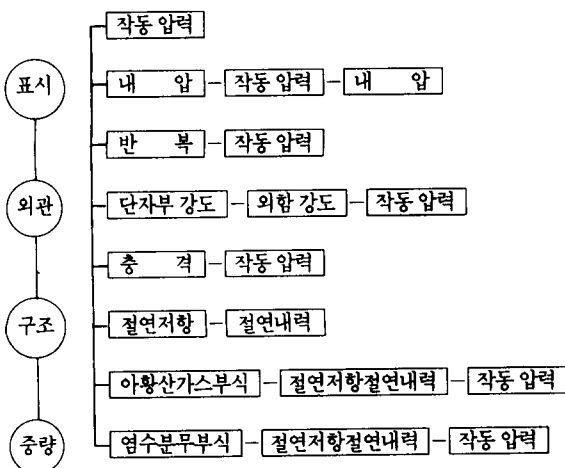 작동 압력
표시
내 압 작동 압력 내 압
반 복 작동 압력
외관
단자부 강도 외함 강도 작동 압력
충 격 작동 압력
구조
절연저항 절연내력
아황산가스부식 절연저항절연내력 작동 압력
중량
염수분무부식 절연저항절연내력 작동 압력